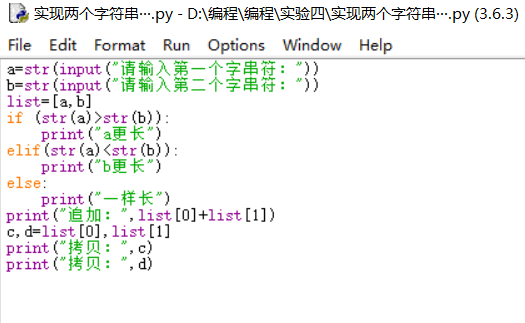 实现两个字符串….py - D:\编程\编程\实验四\实现两个字符串….py (3.6.3)
File Edit Format Run Options Window Help
a=str(input("请输入第一个字串符："))
b=str(input("请输入第二个字串符："))
list=[a,b]
if (str(a)>str(b)):
    print("a更长")
elif(str(a)<str(b)):
    print("b更长")
else:
    print("一样长")
print("追加：",list[0]+list[1])
c,d=list[0],list[1]
print("拷贝：",c)
print("拷贝：",d)